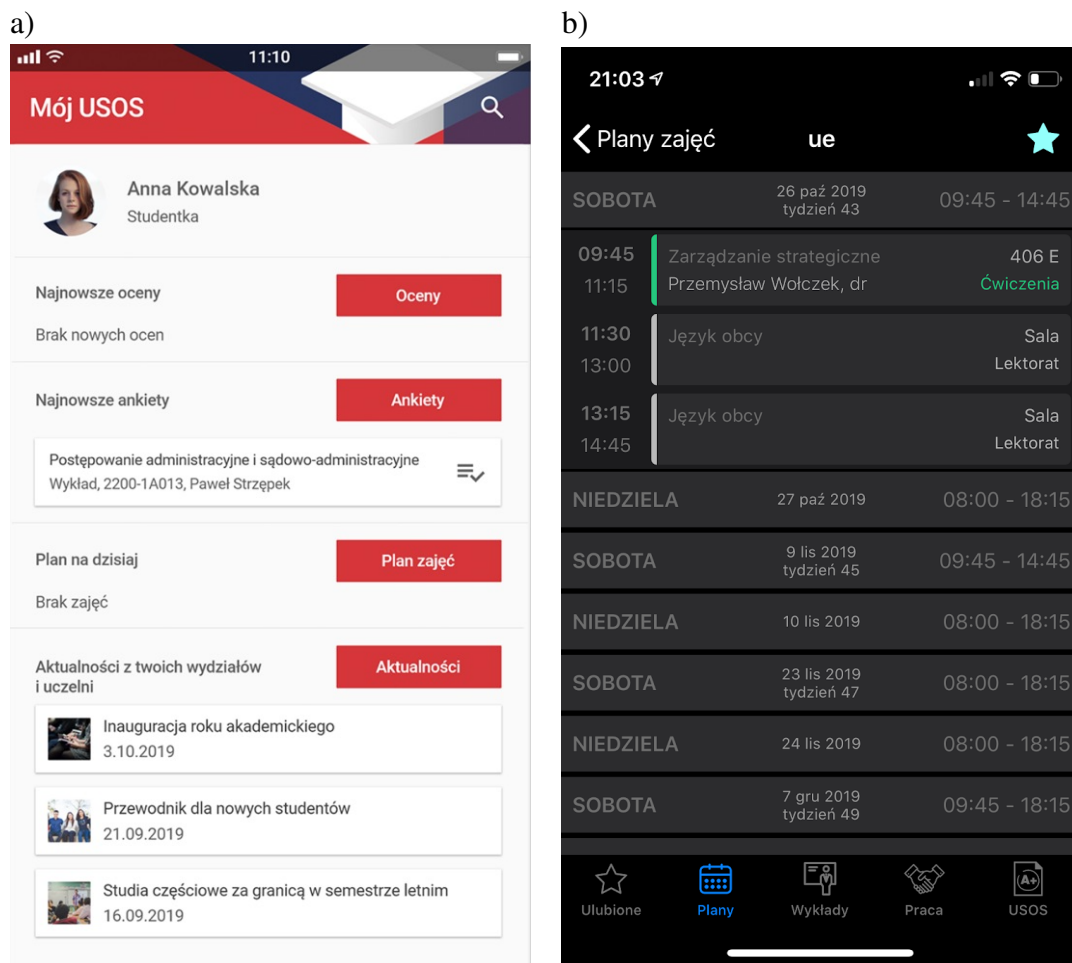 a)
11:10
Mój USOS
Anna Kowalska
Studentka
Najnowsze oceny
Oceny
Brak nowych ocen
Najnowsze ankiety
Ankiety
Postępowanie administracyjne i sądowo-administracyjne
Wykład, 2200-1A013, Paweł Strzępek
Plan na dzisiaj
Plan zajęć
Brak zajęć
Aktualności z twoich wydziałów
i uczelni
Aktualności
Inauguracja roku akademickiego
3.10.2019
Przewodnik dla nowych studentów
21.09.2019
Studia częściowe za granicą w semestrze letnim
16.09.2019
b)
21:03
Plany zajęć
ue
SOBOTA
26 paź 2019
tydzień 43
09:45 - 14:45
09:45
11:15
Zarządzanie strategiczne
406 E
Przemysław Wołczek, dr
Ćwiczenia
11:30
13:00
Język obcy
Sala
Lektorat
13:15
14:45
Język obcy
Sala
Lektorat
NIEDZIELA
27 paź 2019
08:00 - 18:15
SOBOTA
9 lis 2019
tydzień 45
09:45 - 14:45
NIEDZIELA
10 lis 2019
08:00 - 18:15
SOBOTA
23 lis 2019
tydzień 47
08:00 - 18:15
NIEDZIELA
24 lis 2019
08:00 - 18:15
SOBOTA
7 gru 2019
tydzień 49
09:45 - 18:15
Ulubione
Plany
Wykłady
Praca
A+
USOS